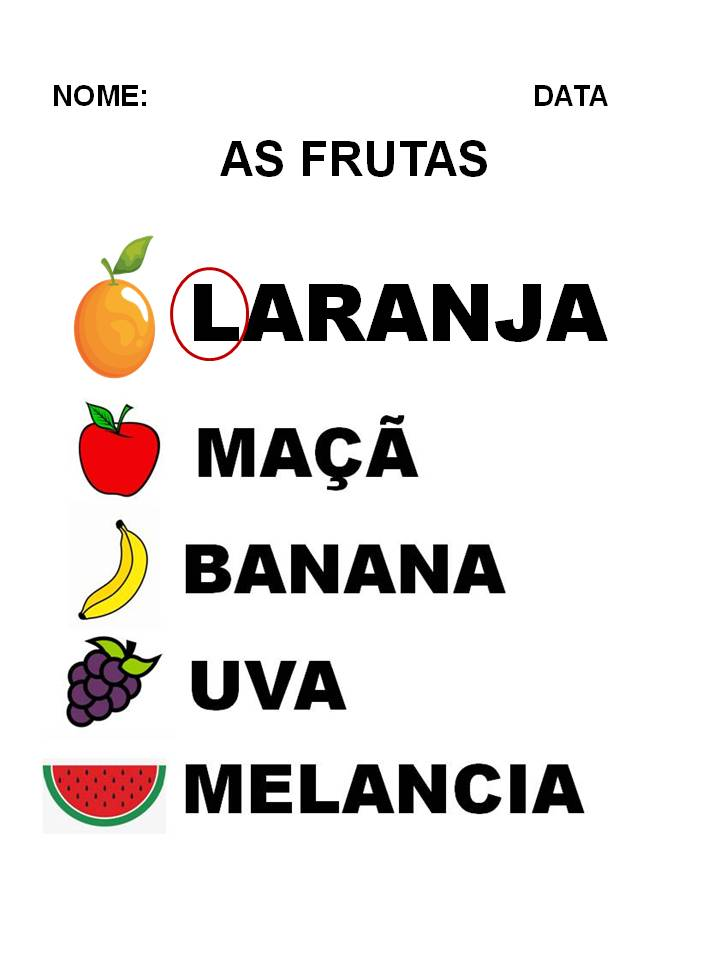 NOME: DATA
AS FRUTAS
LARANJA
MAÇÃ
BANANA
UVA
MELANCIA